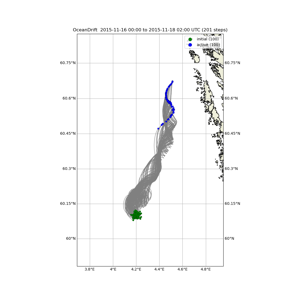 OceanDrift  2015-11-16 00:00 to 2015-11-18 02:00 UTC (201 steps)
initial (100)
active (100)
60.75°N
60.75°N
60.6°N
60.6°N
60.45°N
60.45°N
60.3°N
60.3°N
60.15°N
60.15°N
60°N
60°N
3.8°E
4°E
4.2°E
4.4°E
4.6°E
4.8°E